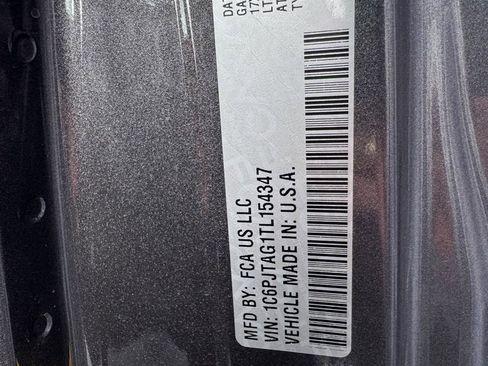 MFD BY: FCA US LLC
VIN: 1C6PJTAG1TL154347
VEHICLE MADE IN: U.S.A.